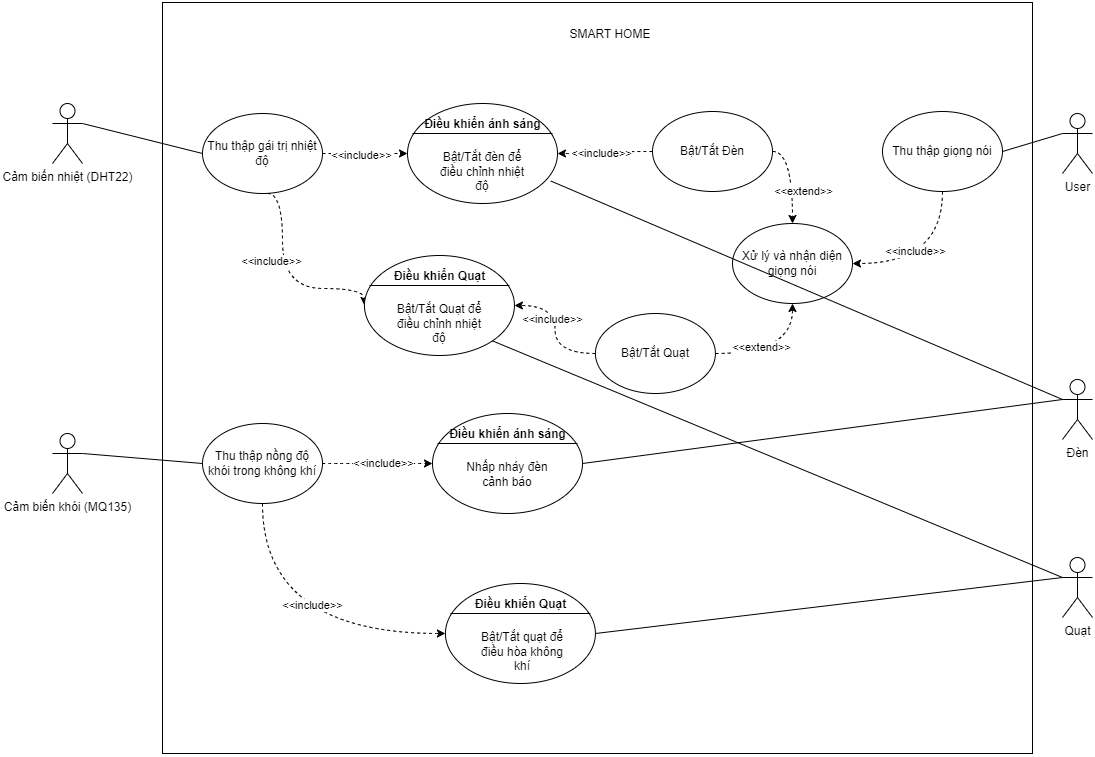 SMART HOME
Cảm biến nhiệt (DHT22)
Thu thập gái trị nhiệt
độ
<<include>>
Điều khiển ánh sáng
Bật/Tắt đèn để
điều chỉnh nhiệt
độ
<<include>>
Bật/Tắt Đèn
<<extend>>
Thu thập giọng nói
User
<<include>>
Xử lý và nhận diện
giọng nói
<<include>>
Điều khiển Quạt
Bật/Tắt Quạt để
điều chỉnh nhiệt
độ
<<include>>
Bật/Tắt Quạt
<<extend>>
Đèn
Cảm biến khói (MQ135)
Thu thập nồng độ
khói trong không khí
<<include>>
Điều khiển ánh sáng
Nhấp nháy đèn
cảnh báo
<<include>>
Điều khiển Quạt
Bật/Tắt quạt để
điều hòa không
khí
Quạt